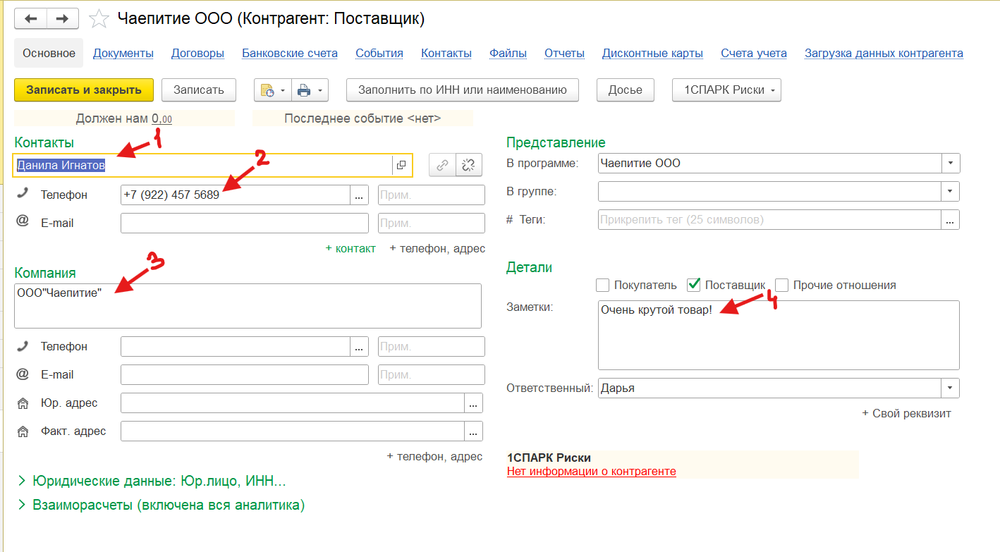 Чаепитие ООО (Контрагент: Поставщик)
Основное Документы Договоры Банковские счета События Контакты Файлы Отчеты Дисконтные карты Счета учета Загрузка данных контрагента
Записать и закрыть Записать Заполнить по ИНН или наименованию Досье 1СПАРК Риски
Должен нам 0,00 Последнее событие <нет>
1
Контакты
Данила Игнатов
2
Телефон +7 (922) 457 5689 ... Прим.
@ E-mail Прим.
+ контакт + телефон, адрес
3
Компания
ООО"Чаепитие"
Телефон ... Прим.
@ E-mail Прим.
Юр. адрес ...
Факт. адрес ...
+ телефон, адрес
Юридические данные: Юр.лицо, ИНН...
Взаиморасчеты (включена вся аналитика)
Представление
В программе: Чаепитие ООО
В группе:
# Теги: Прикрепить тег (25 символов) ...
Детали
Покупатель Поставщик Прочие отношения
4
Заметки: Очень крутой товар!
Ответственный: Дарья
+ Свой реквизит
1СПАРК Риски
Нет информации о контрагенте